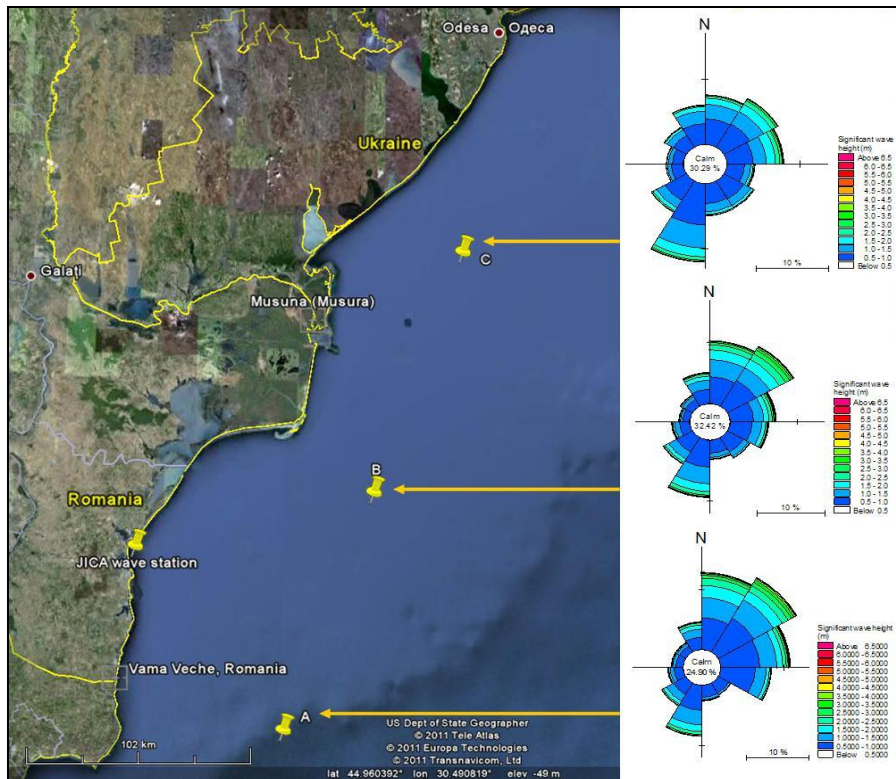 Odesa
Одеса
Ukraine
C
Galaţi
Musuna (Musura)
B
Romania
JICA wave station
Vama Veche, Romania
A
102 km
US Dept of State Geographer
© 2011 Tele Atlas
© 2011 Europa Technologies
© 2011 Transnavicom, Ltd
lat 44.960392° lon 30.490819° elev -49 m
N
Calm
30.29 %
Significant wave
height (m)
Above 6.5
6.0 - 6.5
5.5 - 6.0
5.0 - 5.5
4.5 - 5.0
4.0 - 4.5
3.5 - 4.0
3.0 - 3.5
2.5 - 3.0
2.0 - 2.5
1.5 - 2.0
1.0 - 1.5
0.5 - 1.0
Below 0.5
10 %
N
Calm
32.42 %
Significant wave
height (m)
Above 6.5
6.0 - 6.5
5.5 - 6.0
5.0 - 5.5
4.5 - 5.0
4.0 - 4.5
3.5 - 4.0
3.0 - 3.5
2.5 - 3.0
2.0 - 2.5
1.5 - 2.0
1.0 - 1.5
0.5 - 1.0
Below 0.5
10 %
N
Calm
24.90 %
Significant wave height
(m)
Above 6.5000
6.0000 - 6.5000
5.5000 - 6.0000
5.0000 - 5.5000
4.5000 - 5.0000
4.0000 - 4.5000
3.5000 - 4.0000
3.0000 - 3.5000
2.5000 - 3.0000
2.0000 - 2.5000
1.5000 - 2.0000
1.0000 - 1.5000
0.5000 - 1.0000
Below 0.5000
10 %